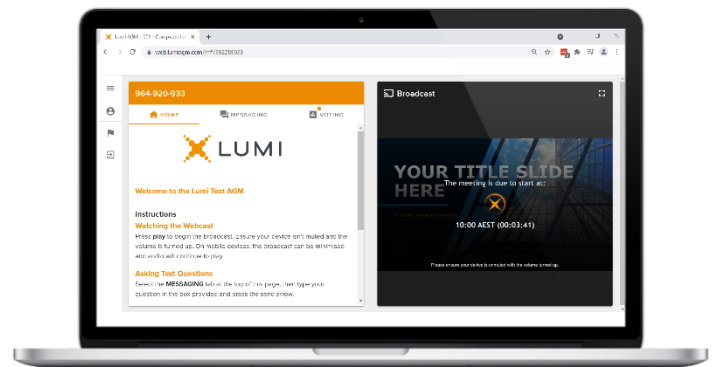 Lumi AGM
964-920-933
Broadcast
HOME
MESSAGING
VOTING
LUMI
YOUR TITLE SLIDE
HERE
The meeting is due to start at:
10:00 AEST (00:03:41)
Please ensure your device is unmuted with the volume turned up.
Welcome to the Lumi Test AGM
Instructions
Watching the Webcast
Press play to begin the broadcast. Ensure your device isn't muted and the
volume is turned up. On mobile devices, the broadcast can be minimised
and audio will continue to play.
Asking Text Questions
Select the MESSAGING tab at the top of this page, then type your
question in the box provided and press the send arrow.